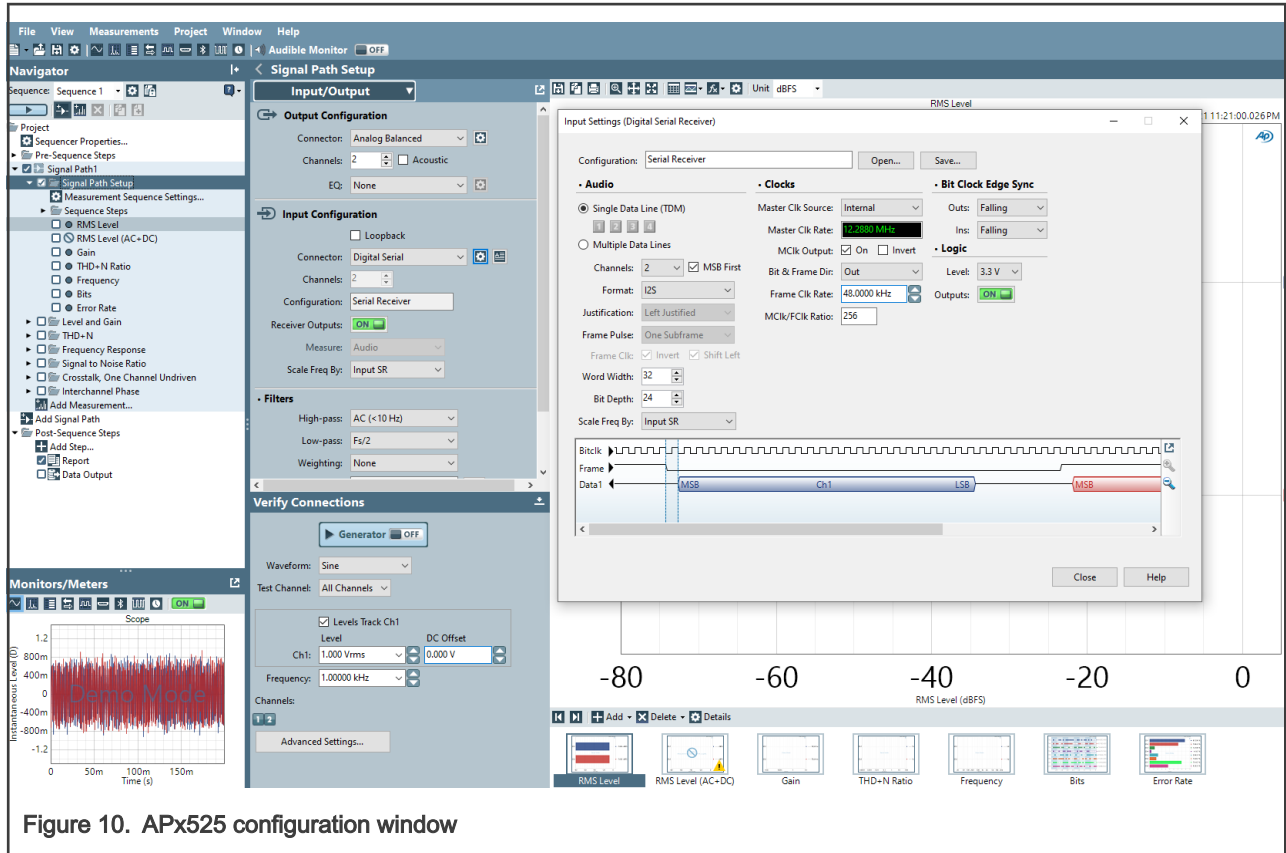 File View Measurements Project Window Help
Audible Monitor OFF
Navigator
Sequence: Sequence 1
Project
Sequencer Properties...
Pre-Sequence Steps
Signal Path1
Signal Path Setup
Measurement Sequence Settings...
Sequence Steps
RMS Level
RMS Level (AC+DC)
Gain
THD+N Ratio
Frequency
Bits
Error Rate
Level and Gain
THD+N
Frequency Response
Signal to Noise Ratio
Crosstalk, One Channel Undriven
Interchannel Phase
Add Measurement...
Add Signal Path
Post-Sequence Steps
Add Step...
Report
Data Output
Monitors/Meters
ON
Scope
Instantaneous Level (D)
1.2
800m
400m
0
-400m
-800m
-1.2
Demo Mode
0 50m 100m 150m
Time (s)
Signal Path Setup
Input/Output
Output Configuration
Connector: Analog Balanced
Channels: 2 Acoustic
EQ: None
Input Configuration
Loopback
Connector: Digital Serial
Channels: 2
Configuration: Serial Receiver
Receiver Outputs: ON
Measure: Audio
Scale Freq By: Input SR
Filters
High-pass: AC (<10 Hz)
Low-pass: Fs/2
Weighting: None
Verify Connections
Generator OFF
Waveform: Sine
Test Channel: All Channels
Levels Track Ch1
Level DC Offset
Ch1: 1.000 Vrms 0.000 V
Frequency: 1.00000 kHz
Channels:
1 2
Advanced Settings...
Unit dBFS
RMS Level
1 11:21:00.026 PM
Input Settings (Digital Serial Receiver)
Configuration: Serial Receiver Open... Save...
Audio
Single Data Line (TDM)
1 2 3 4
Multiple Data Lines
Channels: 2 MSB First
Format: I2S
Justification: Left Justified
Frame Pulse: One Subframe
Frame Clk: Invert Shift Left
Word Width: 32
Bit Depth: 24
Scale Freq By: Input SR
Clocks
Master Clk Source: Internal
Master Clk Rate: 12.2880 MHz
MClk Output: On Invert
Bit & Frame Dir: Out
Frame Clk Rate: 48.0000 kHz
MClk/FClk Ratio: 256
Bit Clock Edge Sync
Outs: Falling
Ins: Falling
Logic
Level: 3.3 V
Outputs: ON
Bitclk
Frame
Data1 MSB Ch1 LSB MSB
Close Help
-80 -60 -40 -20 0
RMS Level (dBFS)
Add Delete Details
RMS Level RMS Level (AC+DC) Gain THD+N Ratio Frequency Bits Error Rate
Figure 10. APx525 configuration window